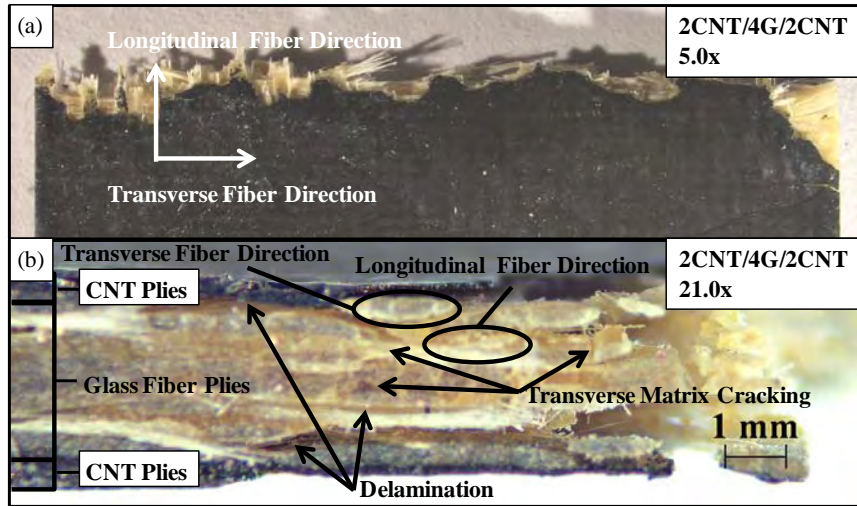 (a)
Longitudinal Fiber Direction
2CNT/4G/2CNT
5.0x
Transverse Fiber Direction
(b)
Transverse Fiber Direction
Longitudinal Fiber Direction
2CNT/4G/2CNT
21.0x
CNT Plies
Glass Fiber Plies
Transverse Matrix Cracking
1 mm
CNT Plies
Delamination